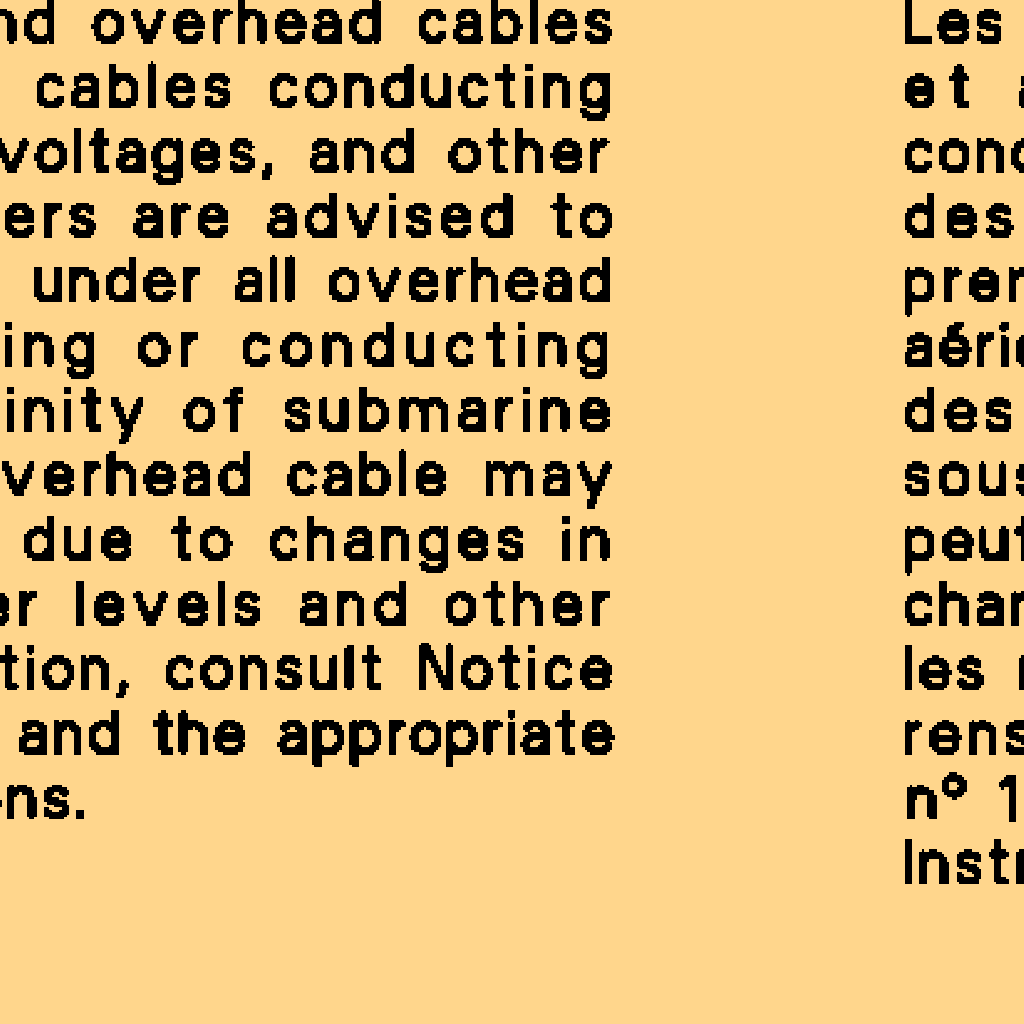 nd overhead cables
cables conducting
voltages, and other
ers are advised to
under all overhead
ing or conducting
inity of submarine
verhead cable may
due to changes in
er levels and other
tion, consult Notice
and the appropriate
ns.
Les
et a
cond
des
pren
aérie
des
sous
peut
chan
les
rens
nº 1
Instr